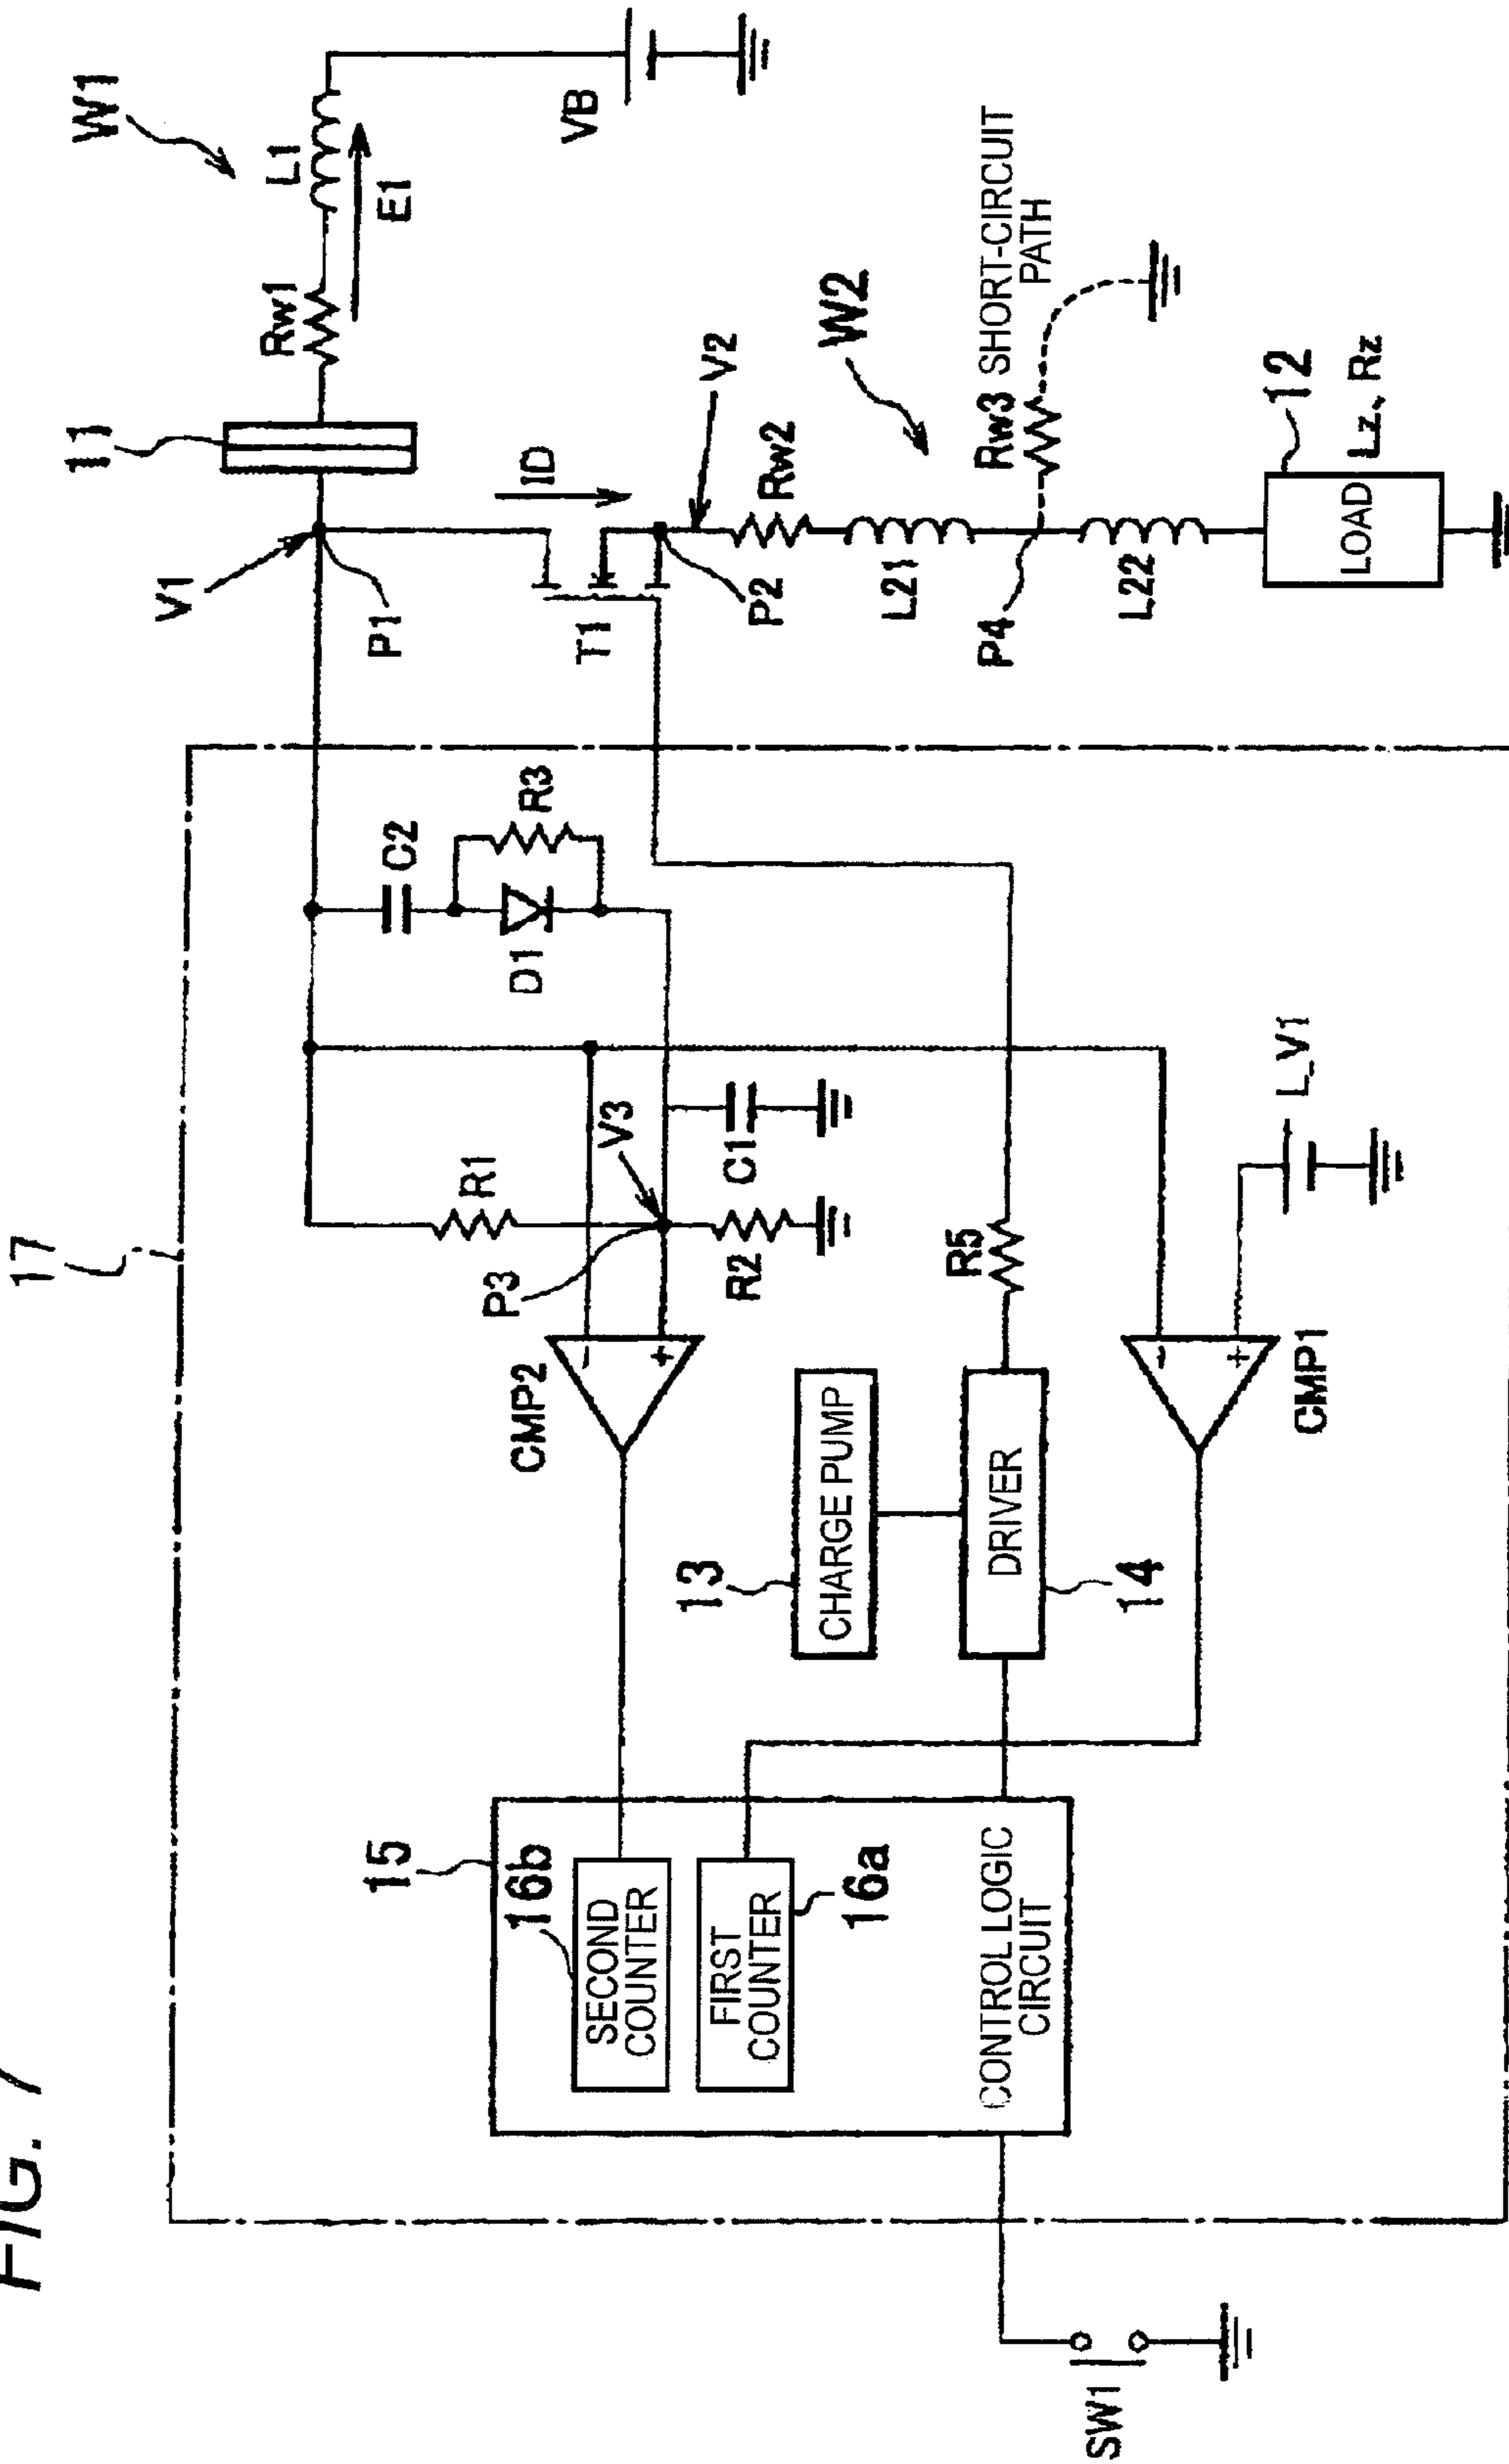 FIG. 7
17
W1
11
V1
P1
Rw1
L1
E1
VB
C2
R3
D1
ID
T1
V2
P2
Rw2
W2
R1
V3
P3
C1
R2
CMP2
-
+
L21
P4
Rw3
SHORT-CIRCUIT
PATH
L22
12
LOAD
Lz、Rz
15
16b
SECOND
COUNTER
FIRST
COUNTER
16a
CONTROL LOGIC
CIRCUIT
13
CHARGE PUMP
DRIVER
14
R5
-
+
CMP1
L_V1
SW1